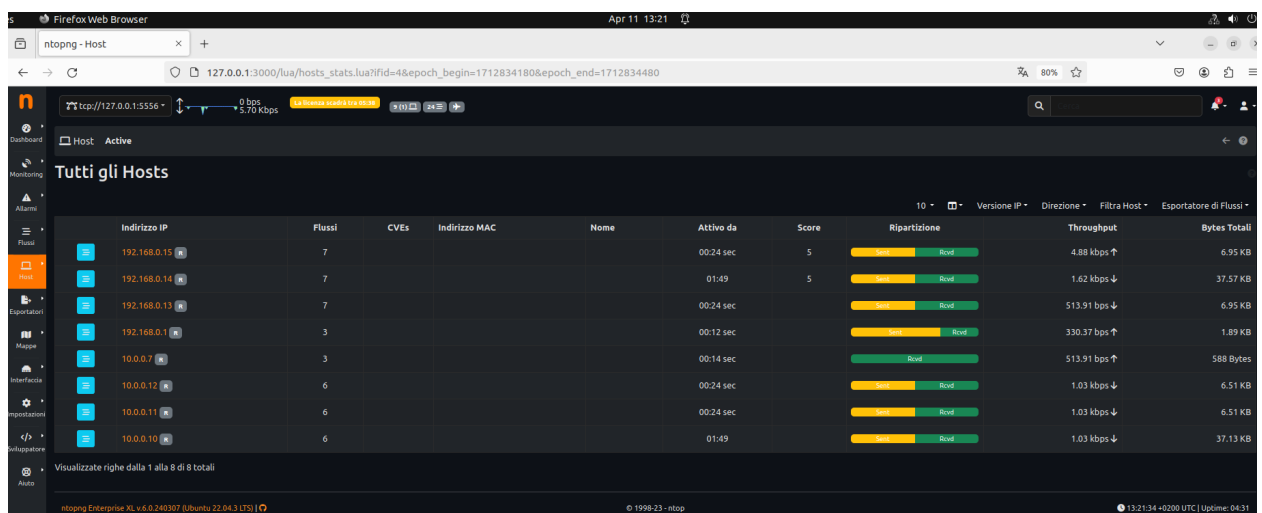 es Firefox Web Browser Apr 11 13:21
ntopng - Host × +
127.0.0.1:3000/lua/hosts_stats.lua?ifid=4&epoch_begin=1712834180&epoch_end=1712834480 80%
n tcp://127.0.0.1:5556 0 bps 5.70 Kbps La licenza scadrà tra 03:38 9 (1) 24
Dashboard
Host Active
Monitoring
Tutti gli Hosts
Allarmi
10 Versione IP Direzione Filtra Host Esportatore di Flussi
Flussi
Indirizzo IP Flussi CVEs Indirizzo MAC Nome Attivo da Score Ripartizione Throughput Bytes Totali
192.168.0.15 R 7 00:24 sec 5 Sent Rcvd 4.88 kbps ↑ 6.95 KB
Host
192.168.0.14 R 7 01:49 5 Sent Rcvd 1.62 kbps ↓ 37.57 KB
192.168.0.13 R 7 00:24 sec Sent Rcvd 513.91 bps ↓ 6.95 KB
Esportatori
192.168.0.1 R 3 00:12 sec Sent Rcvd 330.37 bps ↑ 1.89 KB
Mappe
10.0.0.7 R 3 00:14 sec Rcvd 513.91 bps ↑ 588 Bytes
Interfaccia
10.0.0.12 R 6 00:24 sec Sent Rcvd 1.03 kbps ↓ 6.51 KB
Impostazioni
10.0.0.11 R 6 00:24 sec Sent Rcvd 1.03 kbps ↓ 6.51 KB
Sviluppatore
10.0.0.10 R 6 01:49 Sent Rcvd 1.03 kbps ↓ 37.13 KB
Visualizzate righe dalla 1 alla 8 di 8 totali
Aiuto
ntopng Enterprise XL v.6.0.240307 (Ubuntu 22.04.3 LTS) | © 1998-23 - ntop 13:21:34 +0200 UTC | Uptime: 04:31